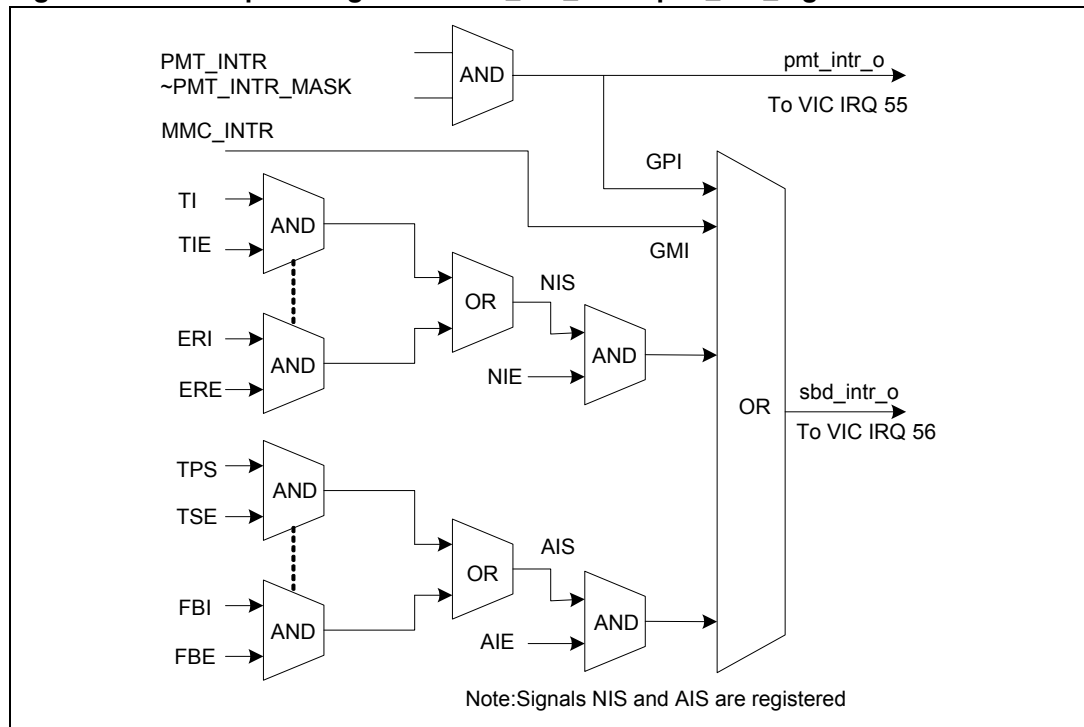 PMT_INTR
~PMT_INTR_MASK
AND
pmt_intr_o
To VIC IRQ 55
MMC_INTR
GPI
GMI
TI
TIE
AND
OR
NIS
ERI
ERE
AND
NIE
AND
OR
sbd_intr_o
To VIC IRQ 56
TPS
TSE
AND
OR
AIS
FBI
FBE
AND
AIE
AND
Note:Signals NIS and AIS are registered